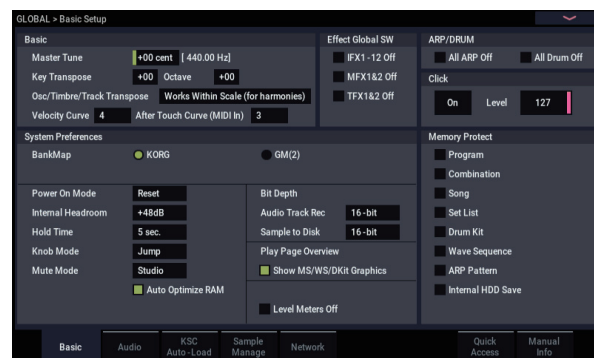 GLOBAL > Basic Setup
Basic
Master Tune +00 cent [ 440.00 Hz]
Key Transpose +00 Octave +00
Osc/Timbre/Track Transpose Works Within Scale (for harmonies)
Velocity Curve 4 After Touch Curve (MIDI In) 3
Effect Global SW
IFX1-12 Off
MFX1&2 Off
TFX1&2 Off
ARP/DRUM
All ARP Off All Drum Off
Click
On Level 127
System Preferences
BankMap KORG GM(2)
Power On Mode Reset
Internal Headroom +48dB
Hold Time 5 sec.
Knob Mode Jump
Mute Mode Studio
Auto Optimize RAM
Bit Depth
Audio Track Rec 16-bit
Sample to Disk 16-bit
Play Page Overview
Show MS/WS/DKit Graphics
Level Meters Off
Memory Protect
Program
Combination
Song
Set List
Drum Kit
Wave Sequence
ARP Pattern
Internal HDD Save
Basic
Audio
KSC
Auto-Load
Sample
Manage
Network
Quick
Access
Manual
Info